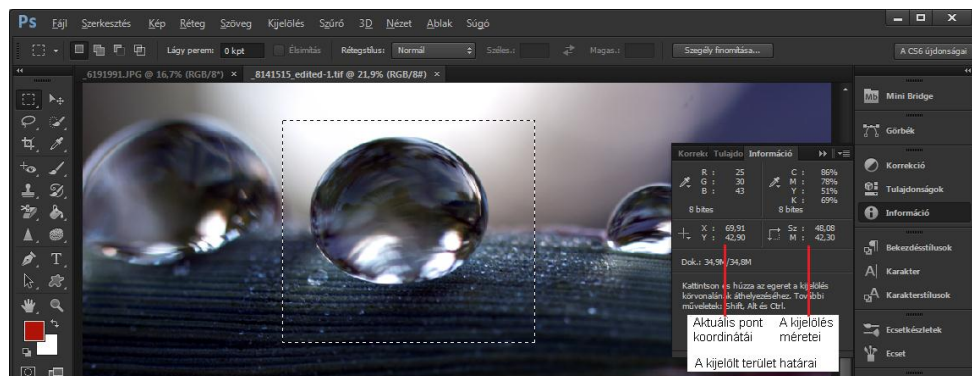 Ps Fájl Szerkesztés Kép Réteg Szöveg Kijelölés Szűrő 3D Nézet Ablak Súgó
Lágy perem: 0 kpt Élsimítás Rétegstílus: Normál Széles.: Magas.: Szegély finomítása... A CS6 újdonságai
_6191991.JPG @ 16,7% (RGB/8*) × _8141515_edited-1.tif @ 21,9% (RGB/8#) ×
Mb Mini Bridge
Görbék
Korrekció
Tulajdonságok
Információ
Bekezdésstílusok
Karakter
Karakterstílusok
Ecsetkészletek
Ecset
Korrekc Tulajdo Információ
R : 25 C : 86%
G : 30 M : 78%
B : 43 Y : 51%
K : 69%
8 bites 8 bites
X : 69,91 Sz : 48,08
Y : 42,90 M : 42,30
Dok.: 34,9M/34,8M
Kattintson és húzza az egeret a kijelölés
körvonalának áthelyezéséhez. További
műveletek: Shift, Alt és Ctrl.
Aktuális pont A kijelölés
koordinátái méretei
A kijelölt terület határai